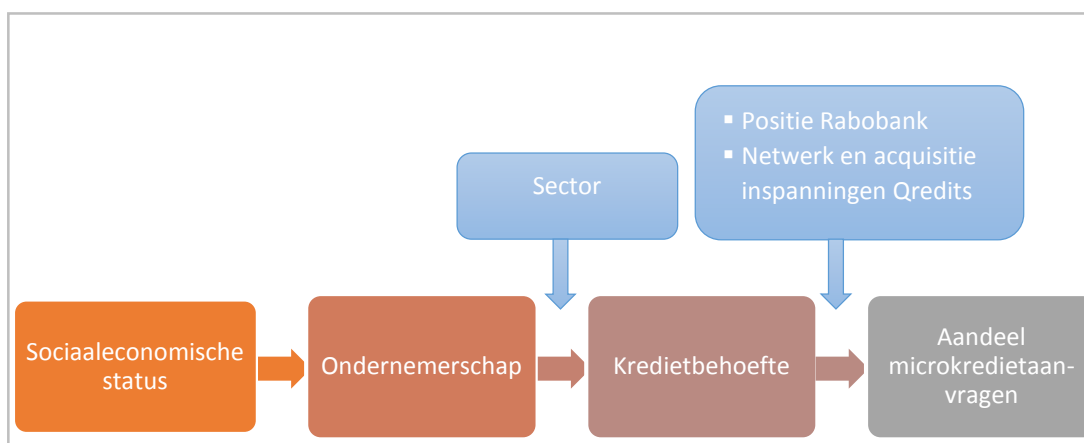 ▪ Positie Rabobank
▪ Netwerk en acquisitie
inspanningen Qredits
Sector
Sociaaleconomische
status
Ondernemerschap
Kredietbehoefte
Aandeel
microkredietaan-
vragen